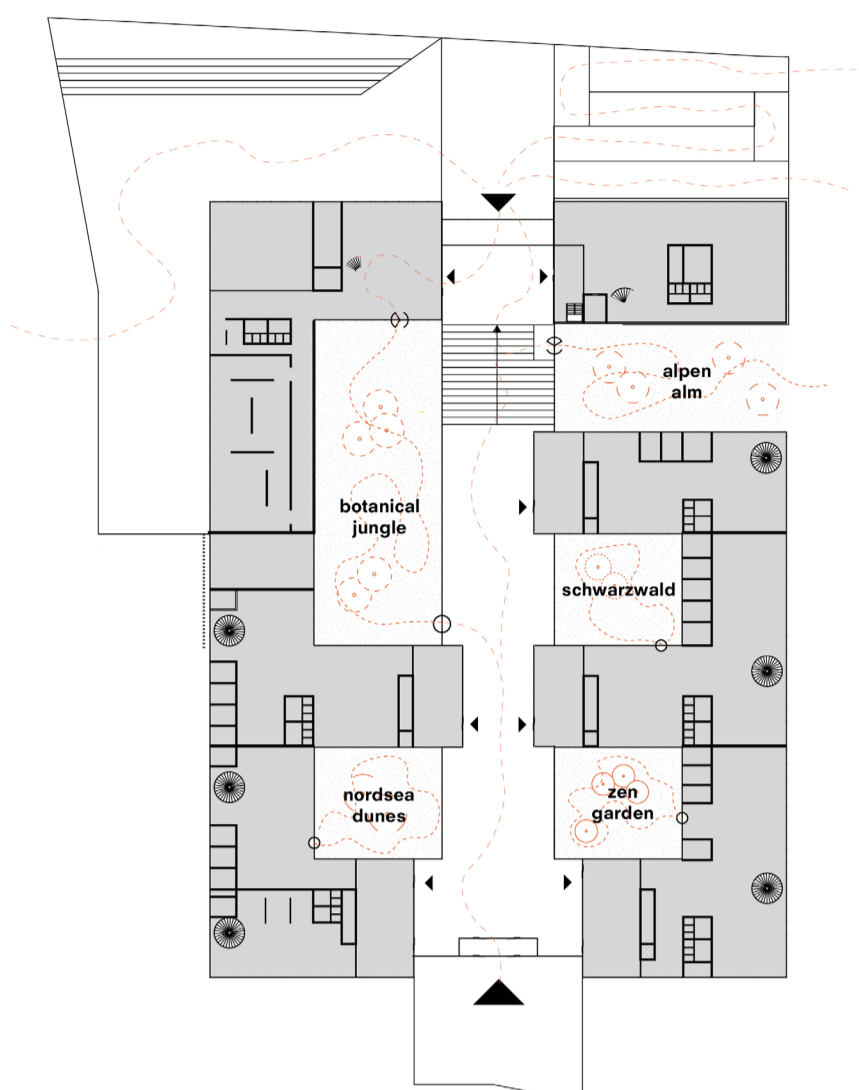 alpen
alm
botanical
jungle
schwarzwald
nordsea
dunes
zen
garden